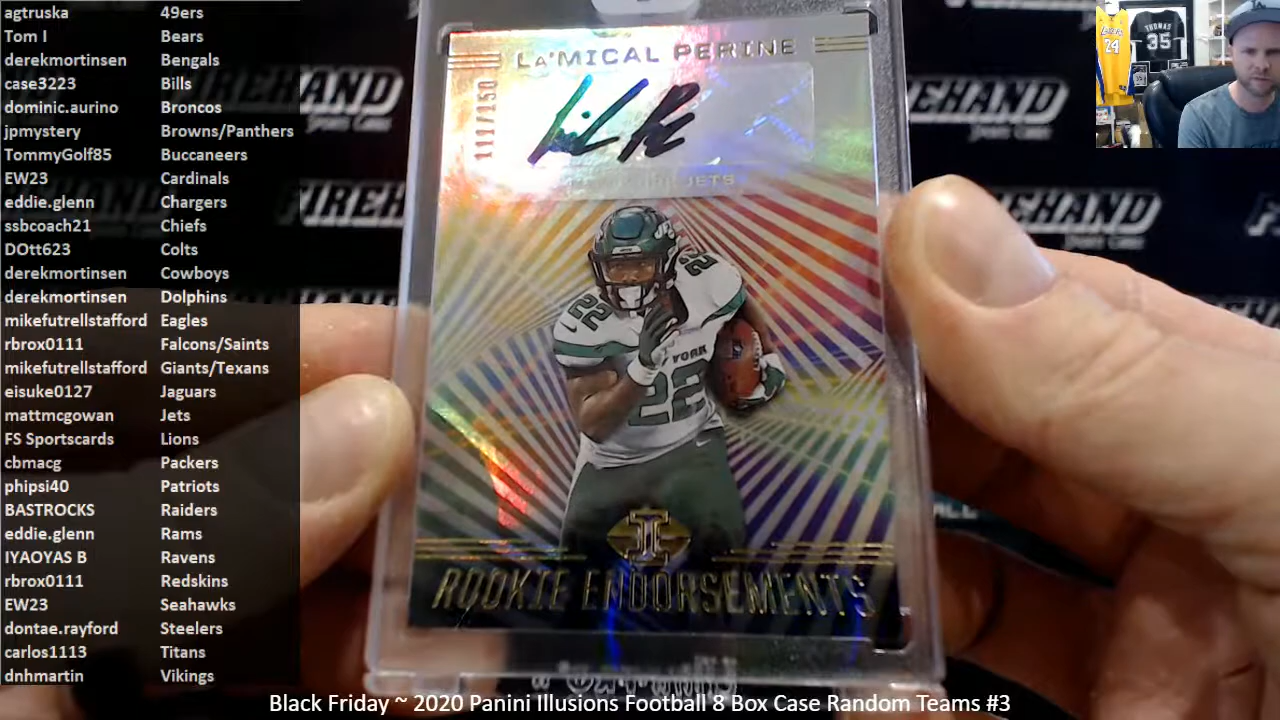 agtruska 49ers
Tom I Bears
derekmortinsen Bengals
case3223 Bills
dominic.aurino Broncos
jpmystery Browns/Panthers
TommyGolf85 Buccaneers
EW23 Cardinals
eddie.glenn Chargers
ssbcoach21 Chiefs
DOtt623 Colts
derekmortinsen Cowboys
derekmortinsen Dolphins
mikefutrellstafford Eagles
rbrox0111 Falcons/Saints
mikefutrellstafford Giants/Texans
eisuke0127 Jaguars
mattmcgowan Jets
FS Sportscards Lions
cbmacg Packers
phipsi40 Patriots
BASTROCKS Raiders
eddie.glenn Rams
IYAOYAS B Ravens
rbrox0111 Redskins
EW23 Seahawks
dontae.rayford Steelers
carlos1113 Titans
dnhmartin Vikings
LA'MICAL PERINE
111/150
JETS
22
22
22
YORK
22
I
ROOKIE ENDORSEMENTS
FIREHAND
Sports Cards
THOMAS
35
24
Black Friday ~ 2020 Panini Illusions Football 8 Box Case Random Teams #3